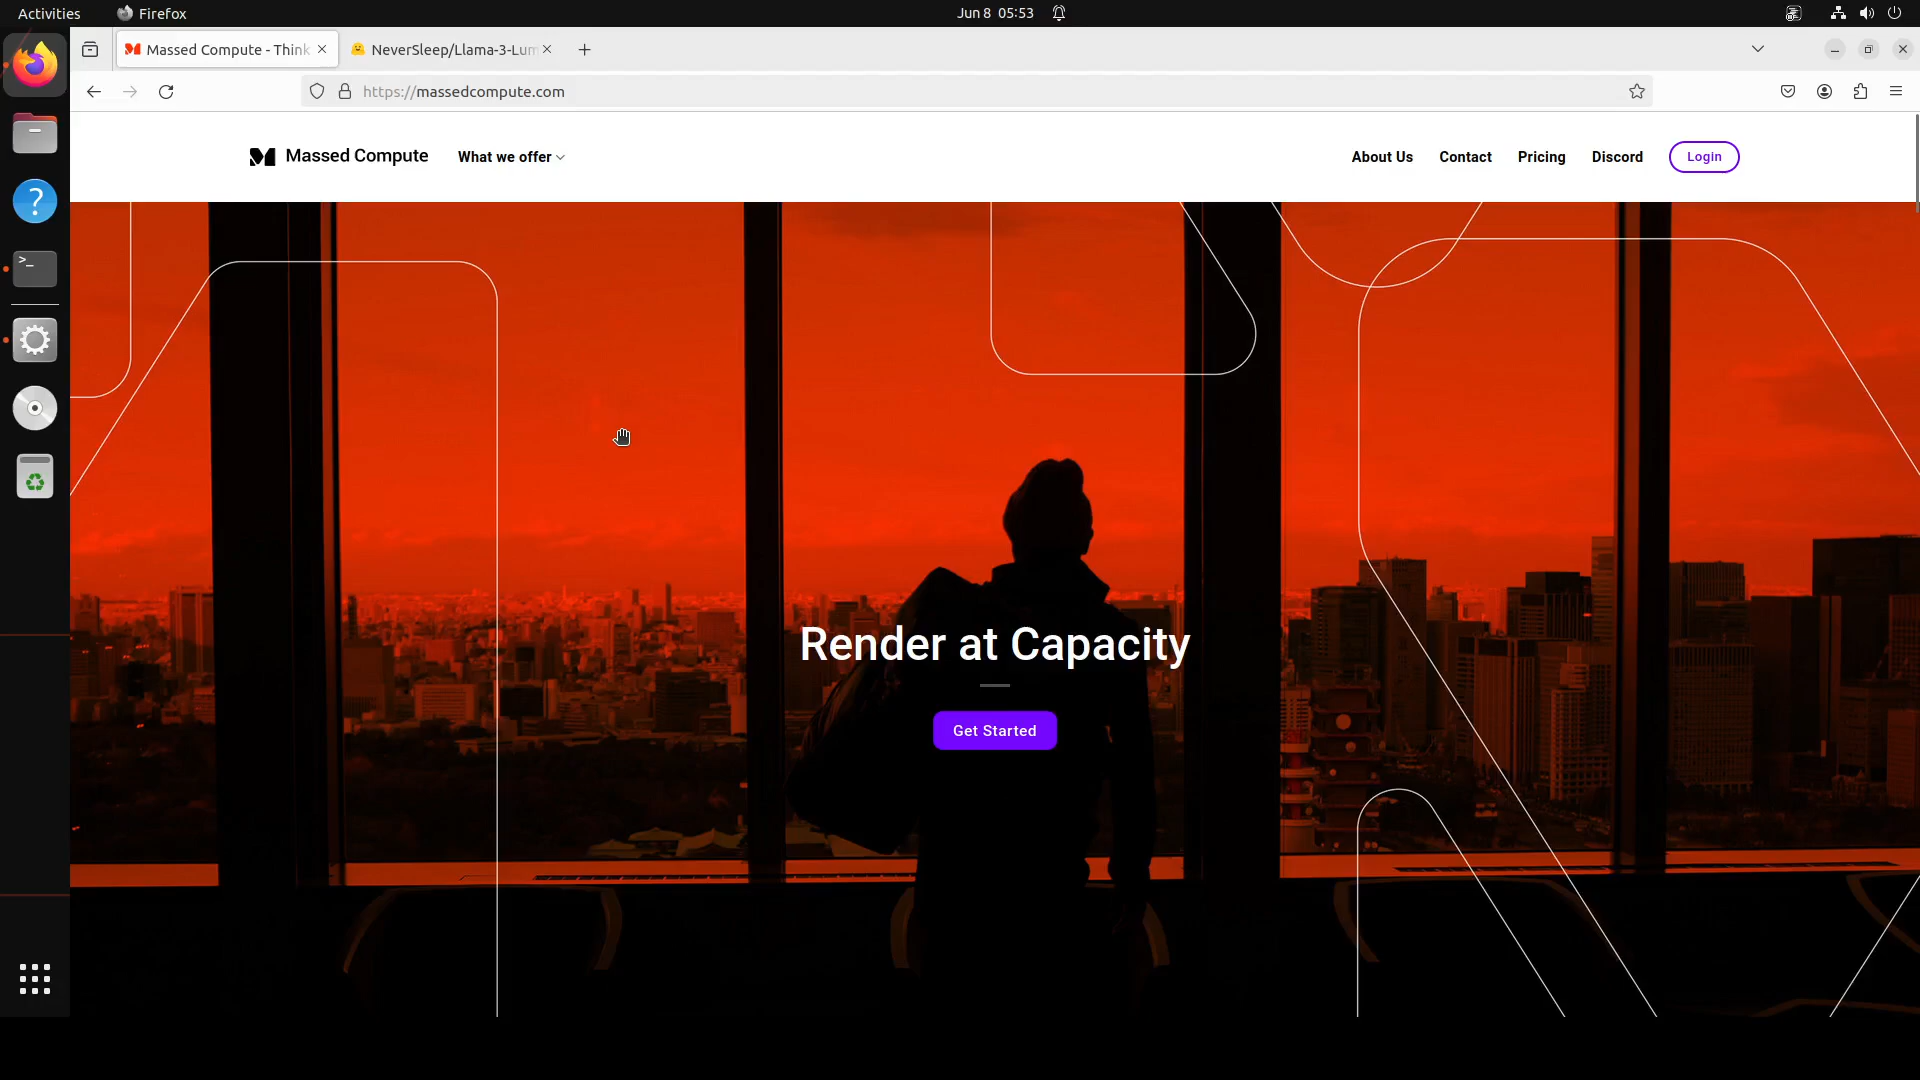 Activities
Firefox
Jun 8 05:53
Massed Compute - Think
NeverSleep/Llama-3-Lum
https://massedcompute.com
Massed Compute
What we offer
About Us
Contact
Pricing
Discord
Login
Render at Capacity
Get Started